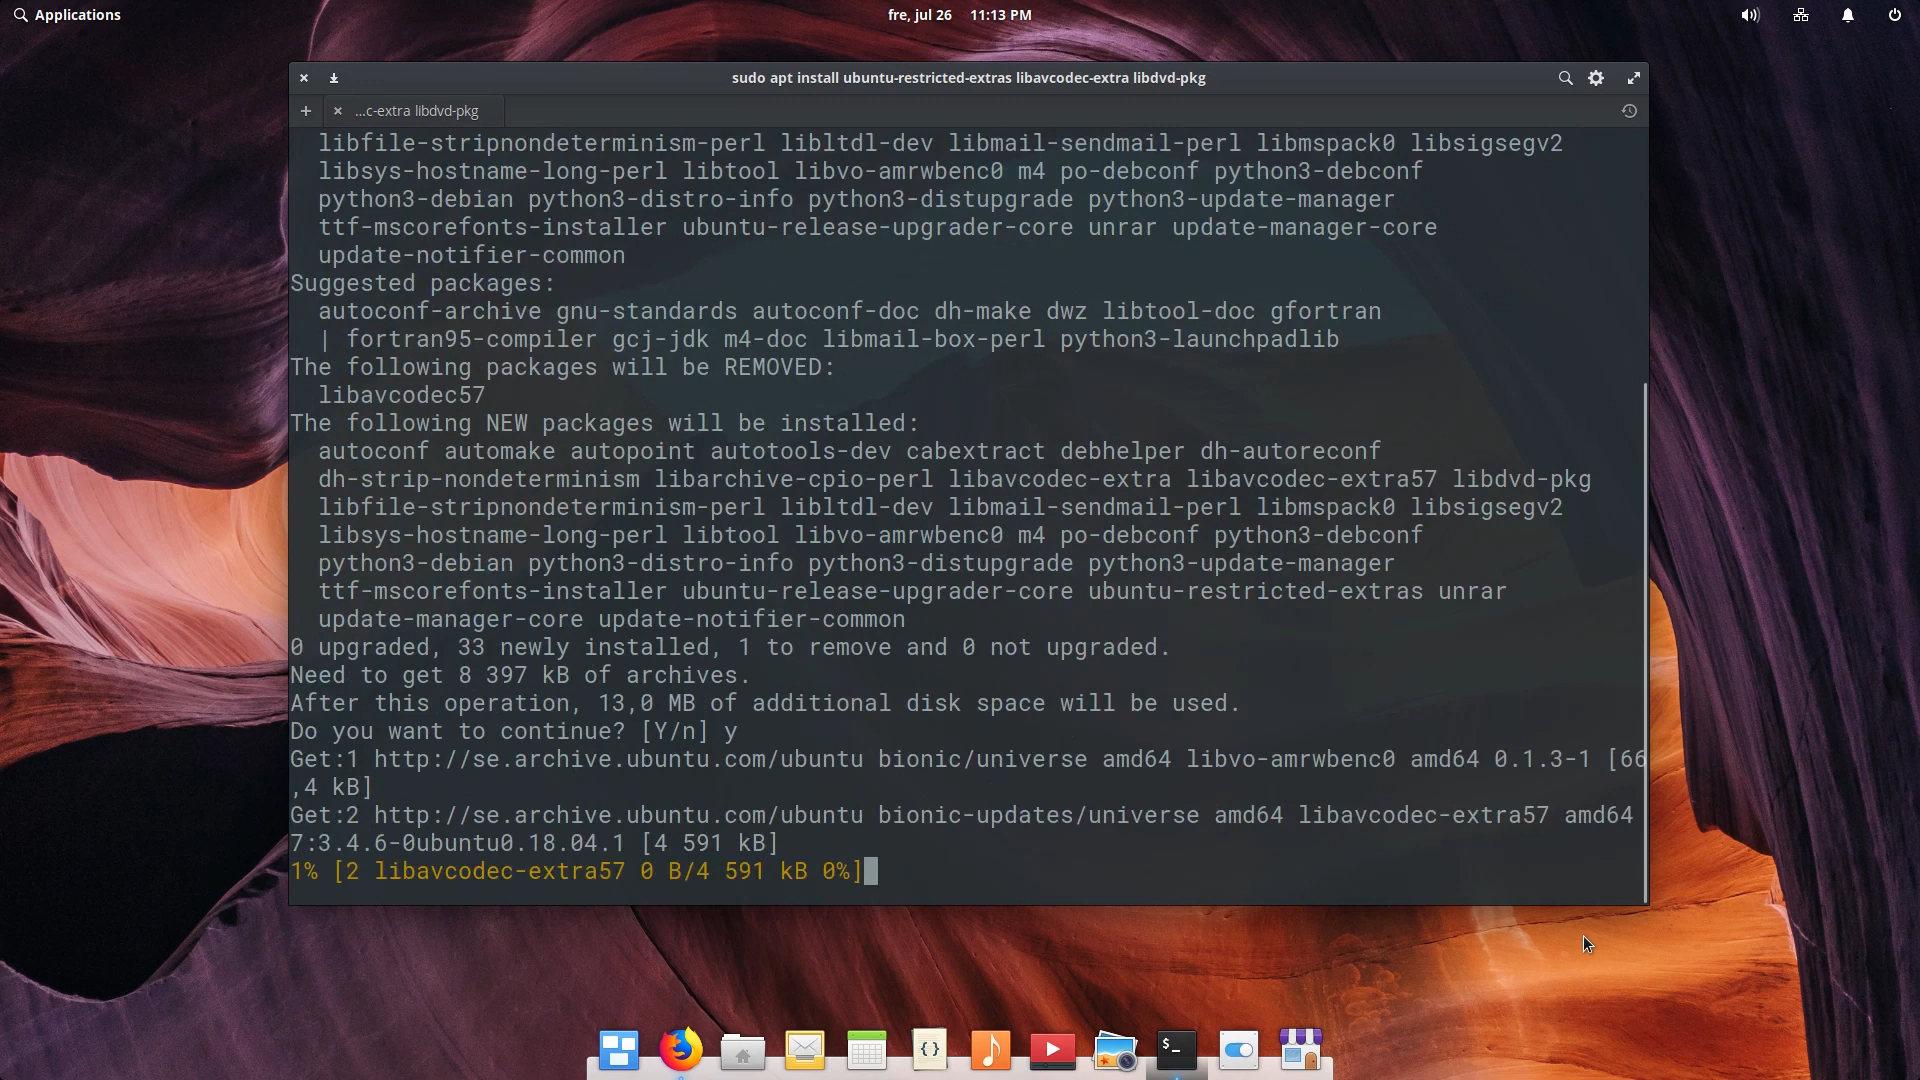 Applications
fre, jul 26 11:13 PM
sudo apt install ubuntu-restricted-extras libavcodec-extra libdvd-pkg
...c-extra libdvd-pkg
libfile-stripnondeterminism-perl libltdl-dev libmail-sendmail-perl libmspack0 libsigsegv2
libsys-hostname-long-perl libtool libvo-amrwbenc0 m4 po-debconf python3-debconf
python3-debian python3-distro-info python3-distupgrade python3-update-manager
ttf-mscorefonts-installer ubuntu-release-upgrader-core unrar update-manager-core
update-notifier-common
Suggested packages:
autoconf-archive gnu-standards autoconf-doc dh-make dwz libtool-doc gfortran
| fortran95-compiler gcj-jdk m4-doc libmail-box-perl python3-launchpadlib
The following packages will be REMOVED:
libavcodec57
The following NEW packages will be installed:
autoconf automake autopoint autotools-dev cabextract debhelper dh-autoreconf
dh-strip-nondeterminism libarchive-cpio-perl libavcodec-extra libavcodec-extra57 libdvd-pkg
libfile-stripnondeterminism-perl libltdl-dev libmail-sendmail-perl libmspack0 libsigsegv2
libsys-hostname-long-perl libtool libvo-amrwbenc0 m4 po-debconf python3-debconf
python3-debian python3-distro-info python3-distupgrade python3-update-manager
ttf-mscorefonts-installer ubuntu-release-upgrader-core ubuntu-restricted-extras unrar
update-manager-core update-notifier-common
0 upgraded, 33 newly installed, 1 to remove and 0 not upgraded.
Need to get 8 397 kB of archives.
After this operation, 13,0 MB of additional disk space will be used.
Do you want to continue? [Y/n] y
Get:1 http://se.archive.ubuntu.com/ubuntu bionic/universe amd64 libvo-amrwbenc0 amd64 0.1.3-1 [66
,4 kB]
Get:2 http://se.archive.ubuntu.com/ubuntu bionic-updates/universe amd64 libavcodec-extra57 amd64
7:3.4.6-0ubuntu0.18.04.1 [4 591 kB]
1% [2 libavcodec-extra57 0 B/4 591 kB 0%]
{}
$_